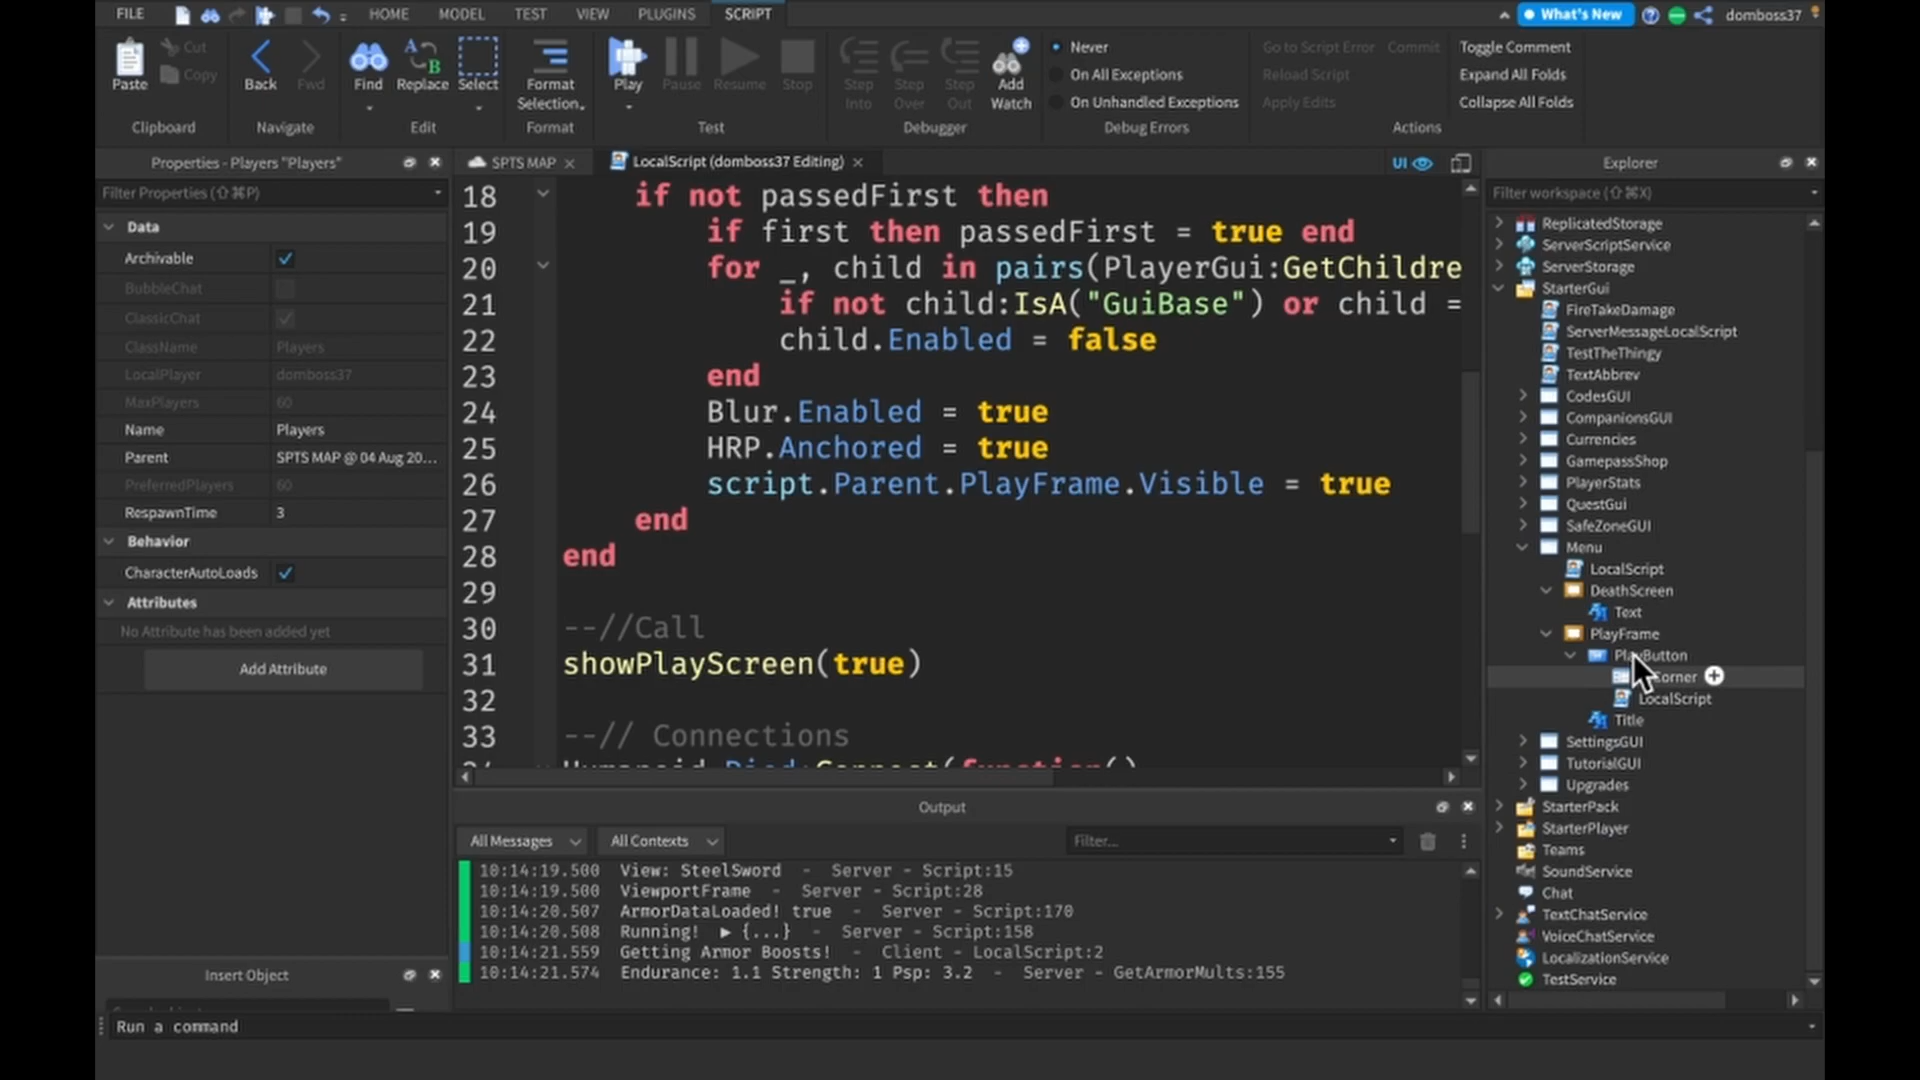 FILE HOME MODEL TEST VIEW PLUGINS SCRIPT What's New domboss37
Paste Cut Copy Back Fwd Find Replace Select Format Selection Play Pause Resume Stop Step Into Step Over Step Out Add Watch
Never
On All Exceptions
On Unhandled Exceptions
Go to Script Error Commit
Reload Script
Apply Edits
Toggle Comment
Expand All Folds
Collapse All Folds
Clipboard Navigate Edit Format Test Debugger Debug Errors Actions
Properties - Players "Players"
Filter Properties (⇧⌘P)
Data
Archivable
BubbleChat
ClassicChat
ClassName Players
LocalPlayer domboss37
MaxPlayers 60
Name Players
Parent SPTS MAP @ 04 Aug 20...
PreferredPlayers 60
RespawnTime 3
Behavior
CharacterAutoLoads
Attributes
No Attribute has been added yet
Add Attribute
Insert Object
SPTS MAP LocalScript (domboss37 Editing) UI
18 if not passedFirst then
19 if first then passedFirst = true end
20 for _, child in pairs(PlayerGui:GetChildre
21 if not child:IsA("GuiBase") or child =
22 child.Enabled = false
23 end
24 Blur.Enabled = true
25 HRP.Anchored = true
26 script.Parent.PlayFrame.Visible = true
27 end
28 end
29
30 --//Call
31 showPlayScreen(true)
32
33 --// Connections
Humanoid.Died:Connect(function()
Output
All Messages All Contexts Filter...
10:14:19.500 View: SteelSword - Server - Script:15
10:14:19.500 ViewportFrame - Server - Script:28
10:14:20.507 ArmorDataLoaded! true - Server - Script:170
10:14:20.508 Running! ▶ {...} - Server - Script:158
10:14:21.559 Getting Armor Boosts! - Client - LocalScript:2
10:14:21.574 Endurance: 1.1 Strength: 1 Psp: 3.2 - Server - GetArmorMults:155
Run a command
Explorer
Filter workspace (⇧⌘X)
ReplicatedStorage
ServerScriptService
ServerStorage
StarterGui
FireTakeDamage
ServerMessageLocalScript
TestTheThingy
TextAbbrev
CodesGUI
CompanionsGUI
Currencies
GamepassShop
PlayerStats
QuestGui
SafeZoneGUI
Menu
LocalScript
DeathScreen
Text
PlayFrame
PlayButton
Corner
LocalScript
Title
SettingsGUI
TutorialGUI
Upgrades
StarterPack
StarterPlayer
Teams
SoundService
Chat
TextChatService
VoiceChatService
LocalizationService
TestService